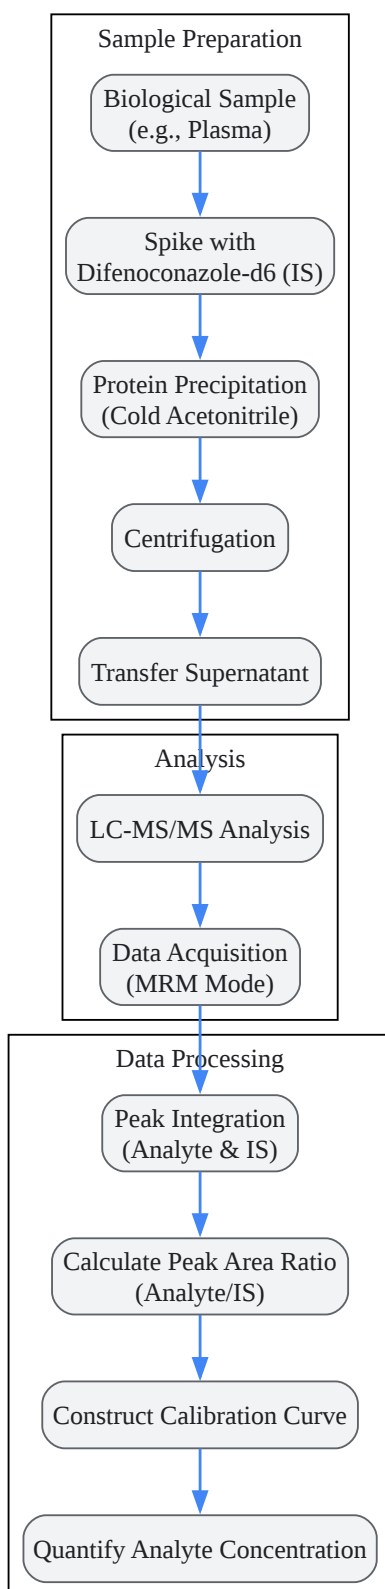 Sample Preparation
Biological Sample
(e.g., Plasma)
Spike with
Difenoconazole-d6 (IS)
Protein Precipitation
(Cold Acetonitrile)
Centrifugation
Transfer Supernatant
Analysis
LC-MS/MS Analysis
Data Acquisition
(MRM Mode)
Data Processing
Peak Integration
(Analyte & IS)
Calculate Peak Area Ratio
(Analyte/IS)
Construct Calibration Curve
Quantify Analyte Concentration